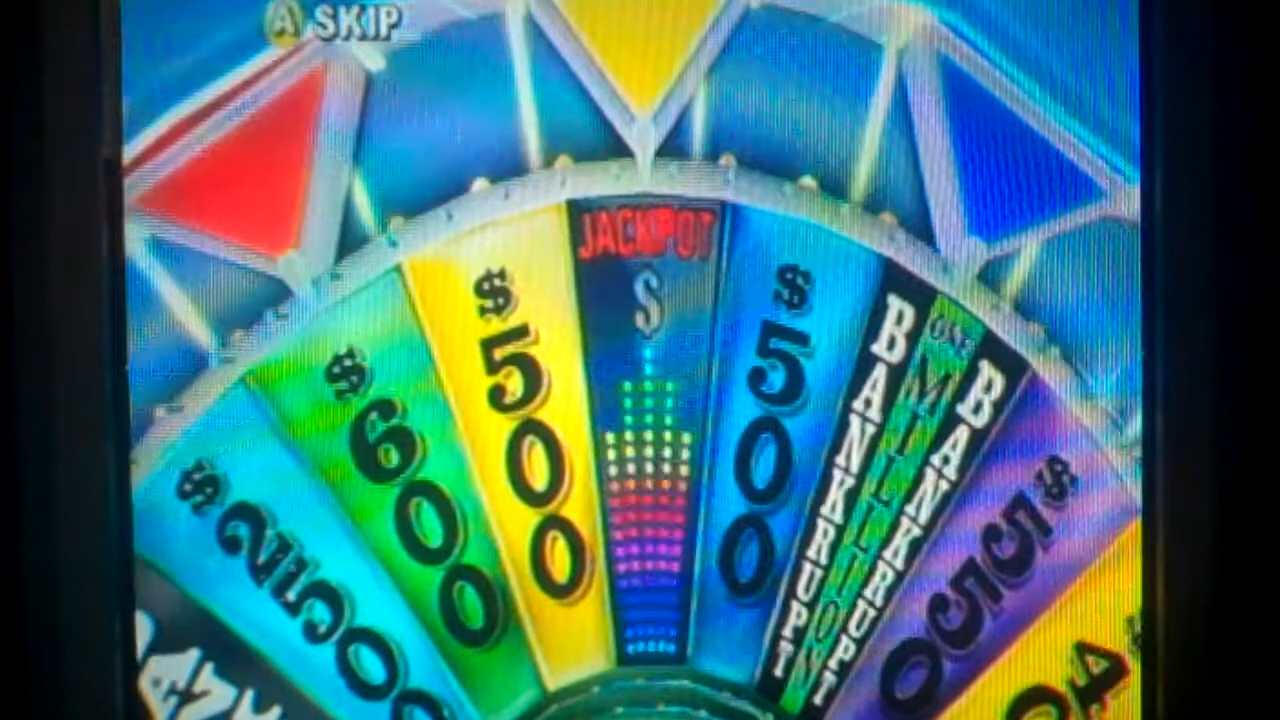 A SKIP
$2500
$600
$500
JACKPOT
$
$500
BANKRUPT
ONE MILLION
BANKRUPT
$550